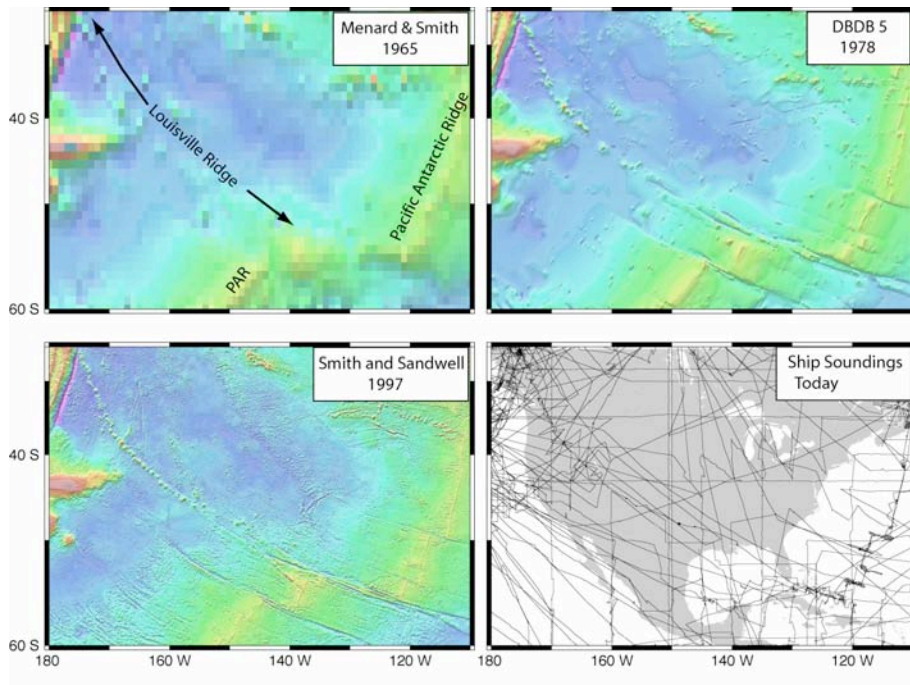 Menard & Smith
1965
40 S
Louisville Ridge
Pacific Antarctic Ridge
PAR
60 S
DBDB 5
1978
Smith and Sandwell
1997
40 S
60 S
180
160 W
140 W
120 W
Ship Soundings
Today
180
160 W
140 W
120 W